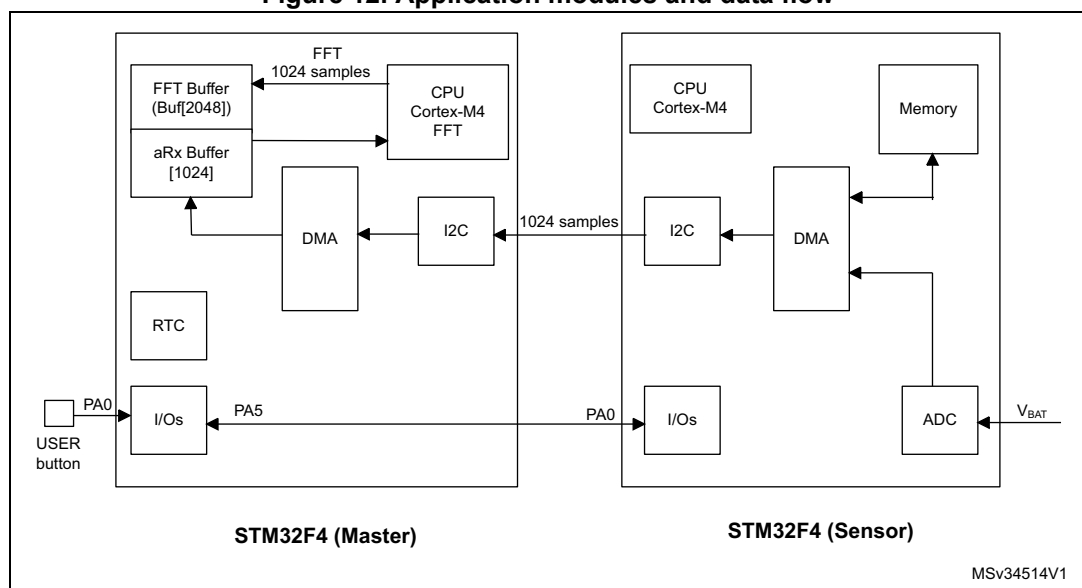 Figure 12. Application modules and data flow
FFT
1024 samples
FFT Buffer
(Buf[2048])
aRx Buffer
[1024]
CPU
Cortex-M4
FFT
DMA
I2C
1024 samples
RTC
USER
button
PA0
I/Os
PA5
STM32F4 (Master)
CPU
Cortex-M4
Memory
I2C
DMA
PA0
I/Os
ADC
VBAT
STM32F4 (Sensor)
MSv34514V1